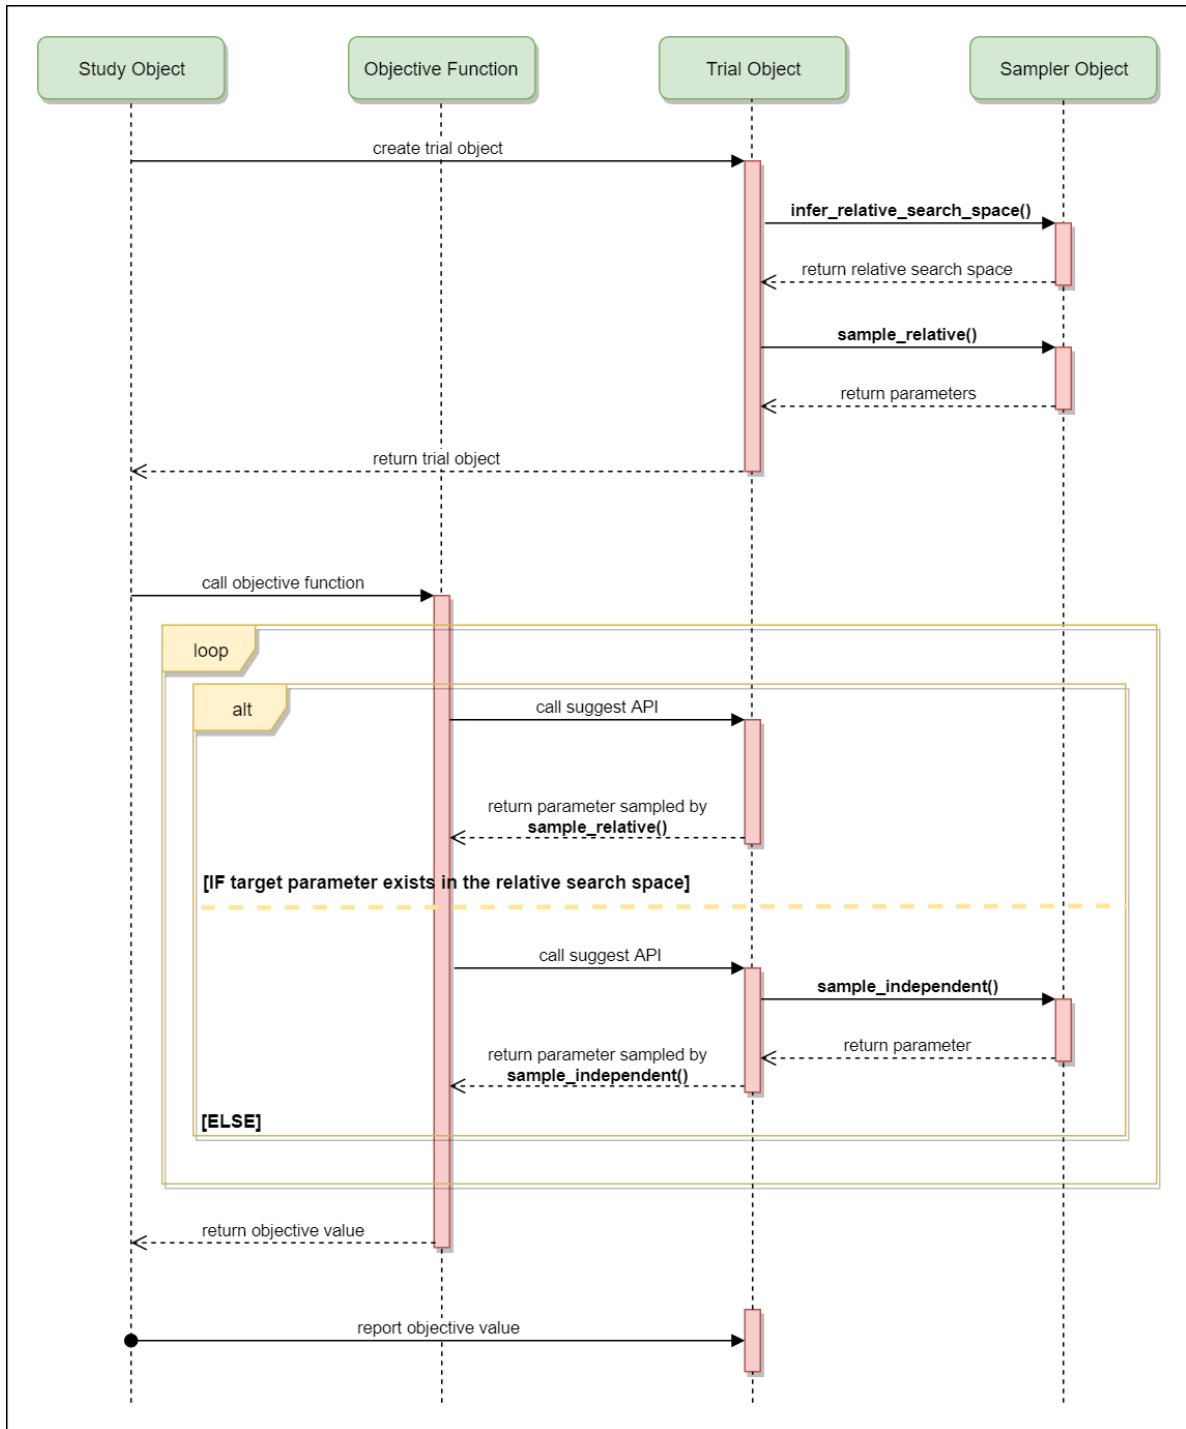 Study Object
Objective Function
Trial Object
Sampler Object
create trial object
infer_relative_search_space()
return relative search space
sample_relative()
return parameters
return trial object
call objective function
loop
alt
call suggest API
return parameter sampled by
sample_relative()
[IF target parameter exists in the relative search space]
call suggest API
sample_independent()
return parameter
return parameter sampled by
sample_independent()
[ELSE]
return objective value
report objective value